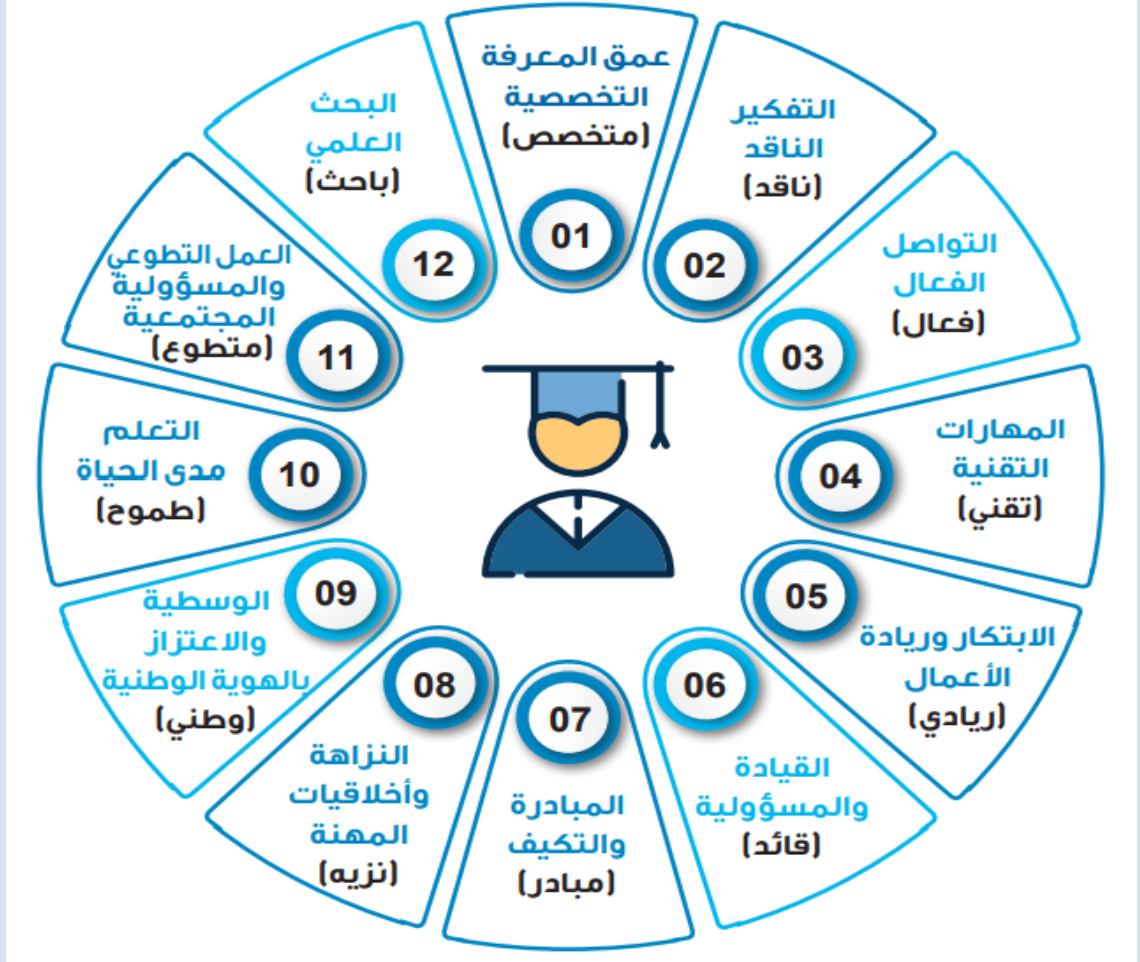 عمق المعرفة
التخصصية
(متخصص)
01
التفكير
الناقد
(ناقد)
02
التواصل
الفعال
(فعال)
03
المهارات
التقنية
(تقني)
04
الابتكار وريادة
الأعمال
(ريادي)
05
القيادة
والمسؤولية
(قائد)
06
المبادرة
والتكيف
(مبادر)
07
النزاهة
وأخلاقيات
المهنة
(نزيه)
08
الوسطية
والاعتزاز
بالهوية الوطنية
(وطني)
09
التعلم
مدى الحياة
(طموح)
10
العمل التطوعي
والمسؤولية
المجتمعية
(متطوع)
11
البحث
العلمي
(باحث)
12